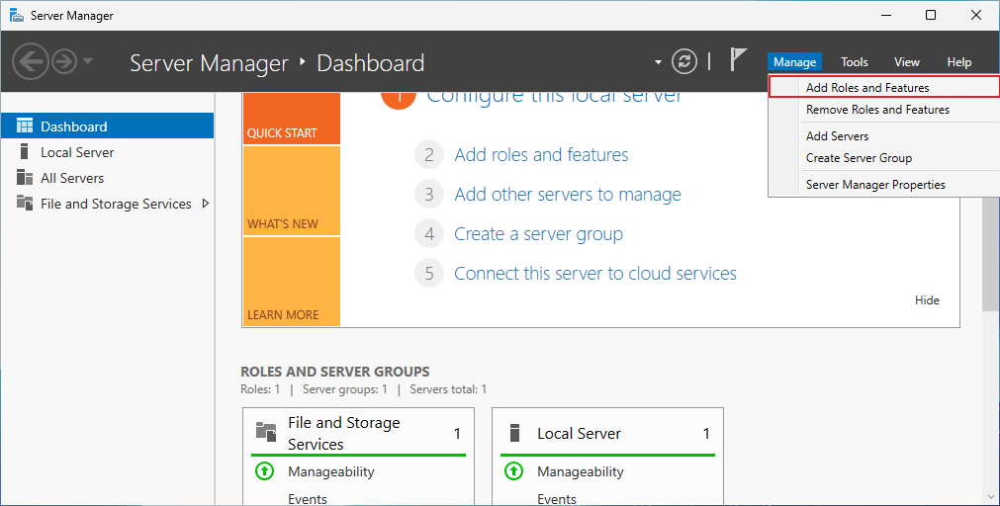 Server Manager
Server Manager ‣ Dashboard
Manage Tools View Help
Add Roles and Features
Remove Roles and Features
Add Servers
Create Server Group
Server Manager Properties
Dashboard
Local Server
All Servers
File and Storage Services
QUICK START
WHAT'S NEW
LEARN MORE
1 Configure this local server
2 Add roles and features
3 Add other servers to manage
4 Create a server group
5 Connect this server to cloud services
Hide
ROLES AND SERVER GROUPS
Roles: 1 | Server groups: 1 | Servers total: 1
File and Storage
Services
1
Manageability
Events
Local Server 1
Manageability
Events